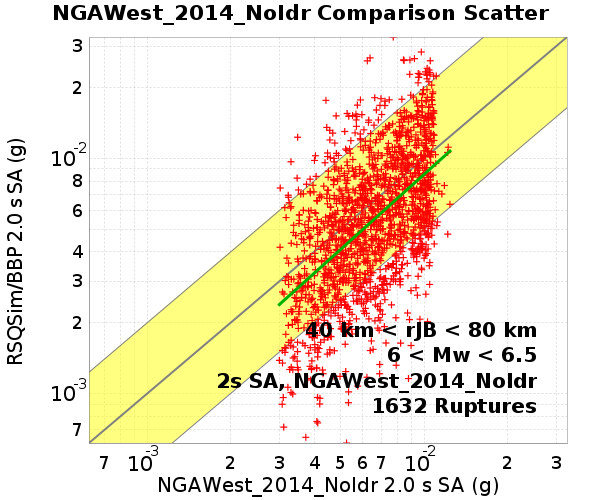 NGAWest_2014_NoIdr Comparison Scatter
RSQSim/BBP 2.0 s SA (g)
3
2
10⁻²
8
6
4
3
2
10⁻³
7
40 km < rJB < 80 km
6 < Mw < 6.5
2s SA, NGAWest_2014_NoIdr
1632 Ruptures
7 10⁻³ 2 3 4 5 6 7 10⁻² 2 3
NGAWest_2014_NoIdr 2.0 s SA (g)